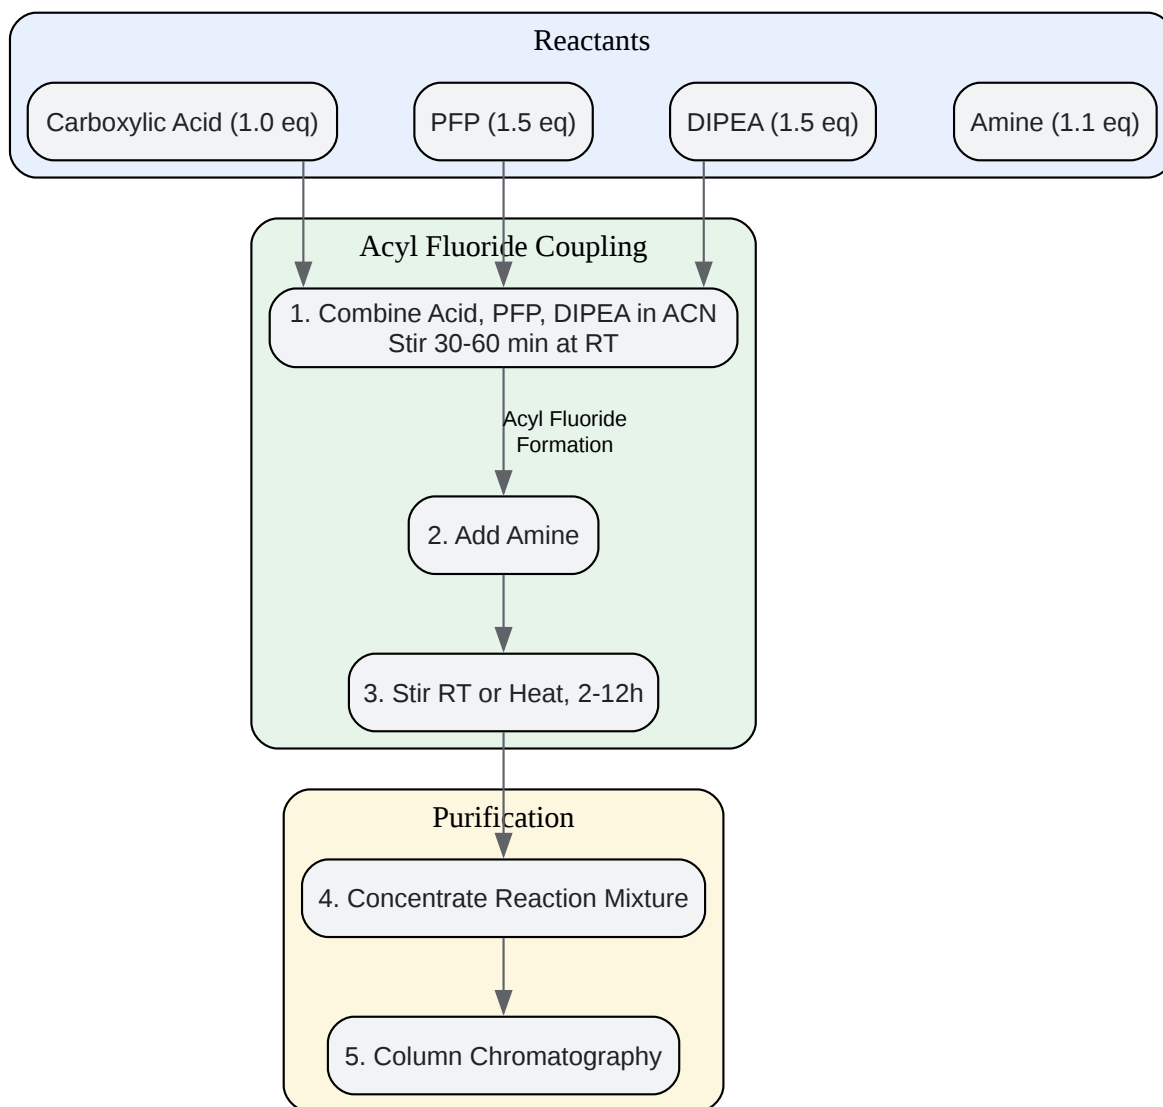 Reactants
Carboxylic Acid (1.0 eq)
PFP (1.5 eq)
DIPEA (1.5 eq)
Amine (1.1 eq)
Acyl Fluoride Coupling
1. Combine Acid, PFP, DIPEA in ACN
Stir 30-60 min at RT
Acyl Fluoride
Formation
2. Add Amine
3. Stir RT or Heat, 2-12h
Purification
4. Concentrate Reaction Mixture
5. Column Chromatography